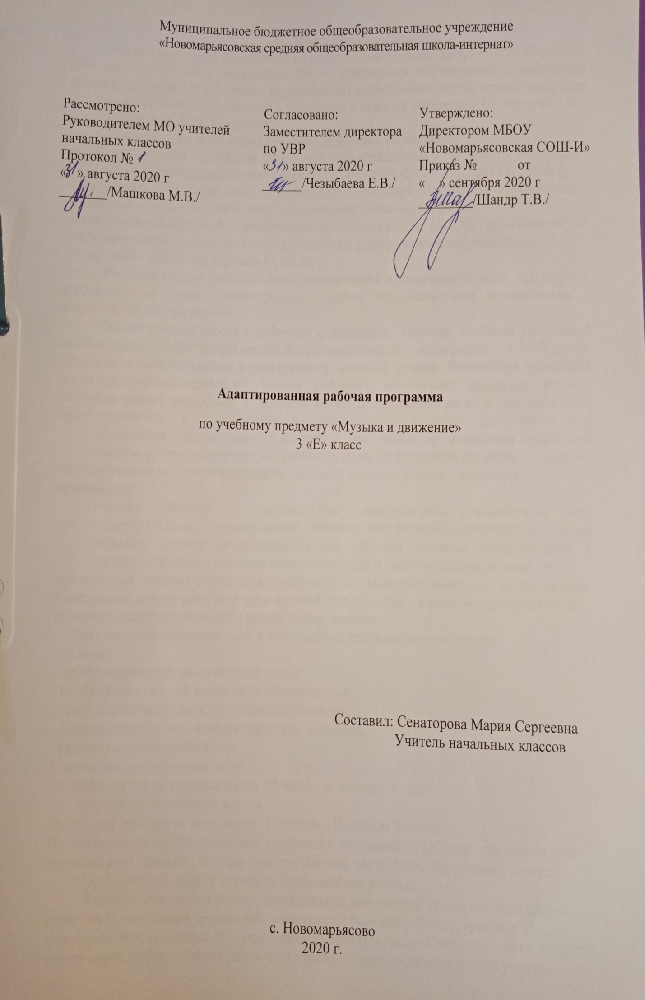 Муниципальное бюджетное общеобразовательное учреждение
«Новомарьясовская средняя общеобразовательная школа-интернат»
Рассмотрено:
Руководителем МО учителей
начальных классов
Протокол № 1
«31» августа 2020 г
/Машкова М.В./
Согласовано:
Заместителем директора
по УВР
«31» августа 2020 г
/Чезыбаева Е.В./
Утверждено:
Директором МБОУ
«Новомарьясовская СОШ-И»
Приказ № от
« » сентября 2020 г
/Шандр Т.В./
Адаптированная рабочая программа
по учебному предмету «Музыка и движение»
3 «Е» класс
Составил: Сенаторова Мария Сергеевна
Учитель начальных классов
с. Новомарьясово
2020 г.